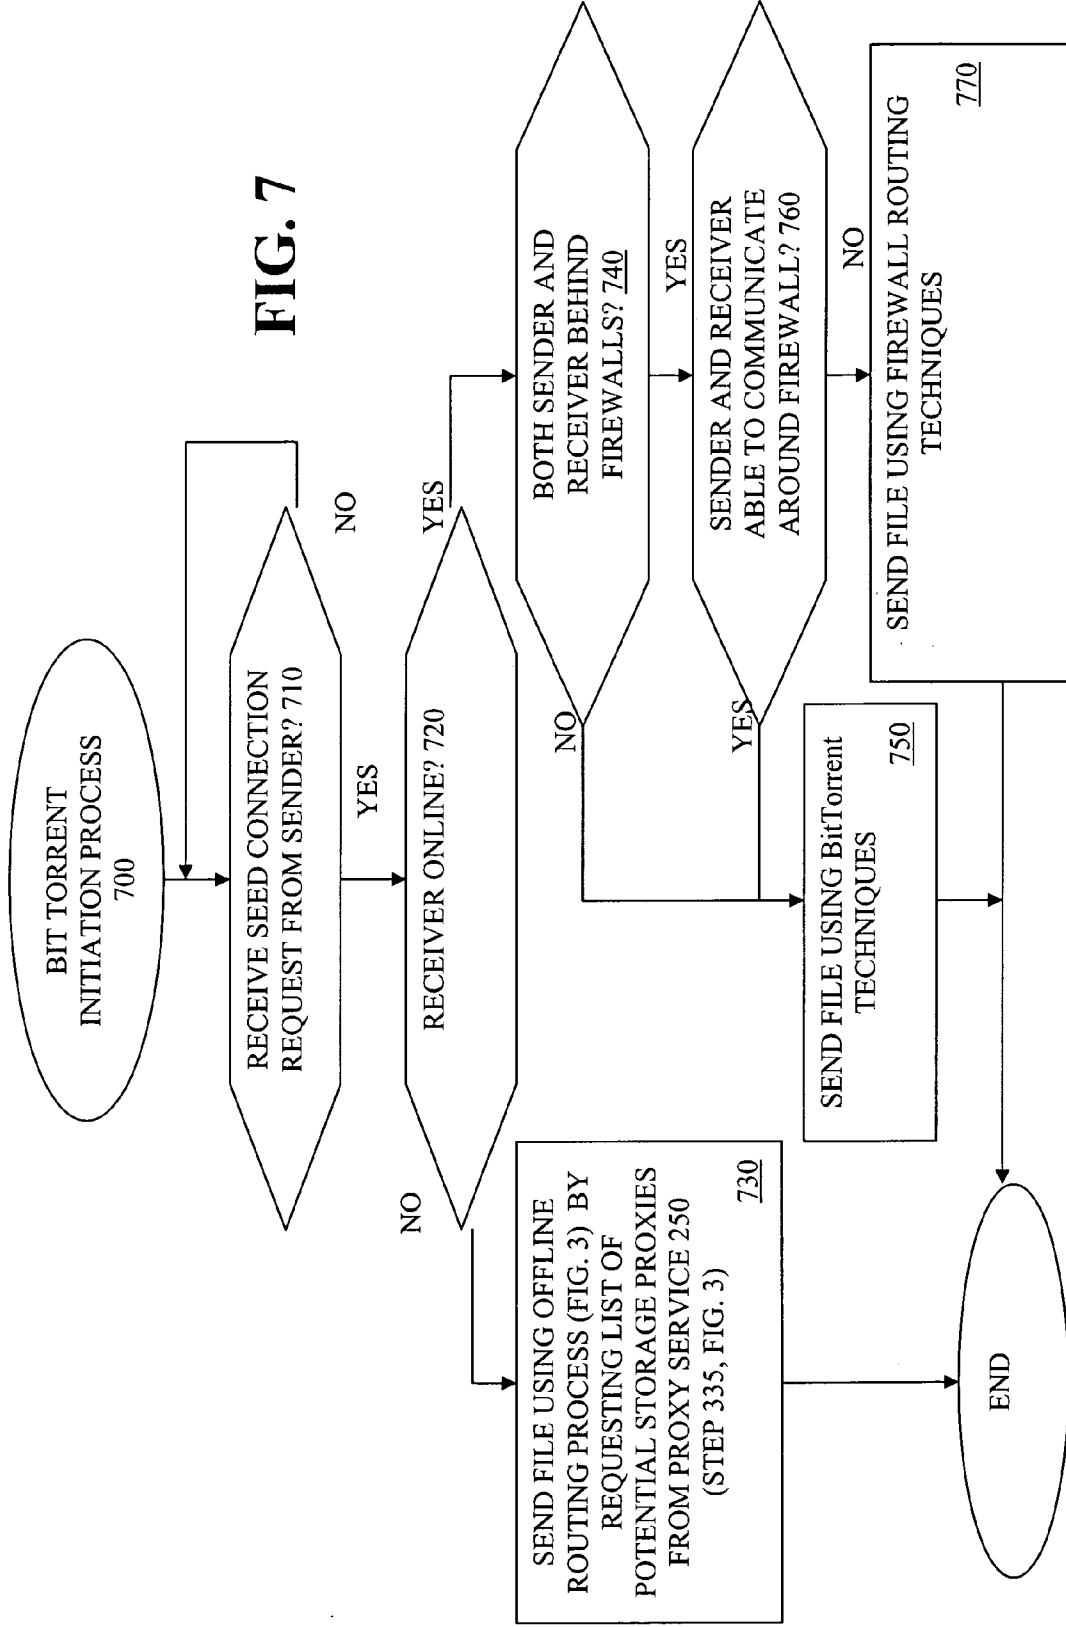 BIT TORRENT
INITIATION PROCESS
700
FIG. 7
RECEIVE SEED CONNECTION
REQUEST FROM SENDER? 710
NO
YES
RECEIVER ONLINE? 720
NO
YES
SEND FILE USING OFFLINE
ROUTING PROCESS (FIG. 3) BY
REQUESTING LIST OF
POTENTIAL STORAGE PROXIES
FROM PROXY SERVICE 250
(STEP 335, FIG. 3)
730
BOTH SENDER AND
RECEIVER BEHIND
FIREWALLS? 740
NO
YES
SENDER AND RECEIVER
ABLE TO COMMUNICATE
AROUND FIREWALL? 760
YES
NO
SEND FILE USING BitTorrent
TECHNIQUES
750
SEND FILE USING FIREWALL ROUTING
TECHNIQUES
770
END